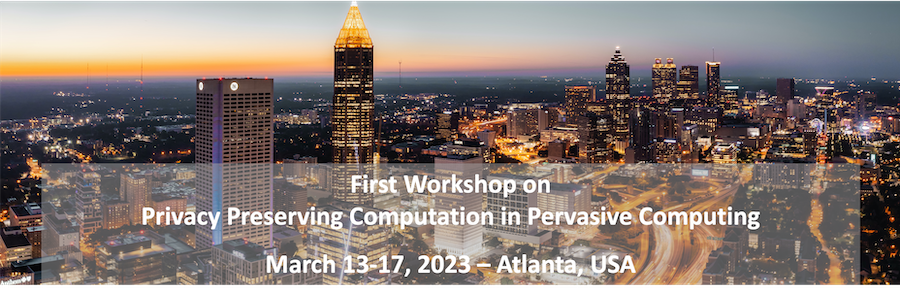 First Workshop on
Privacy Preserving Computation in Pervasive Computing
March 13-17, 2023 – Atlanta, USA